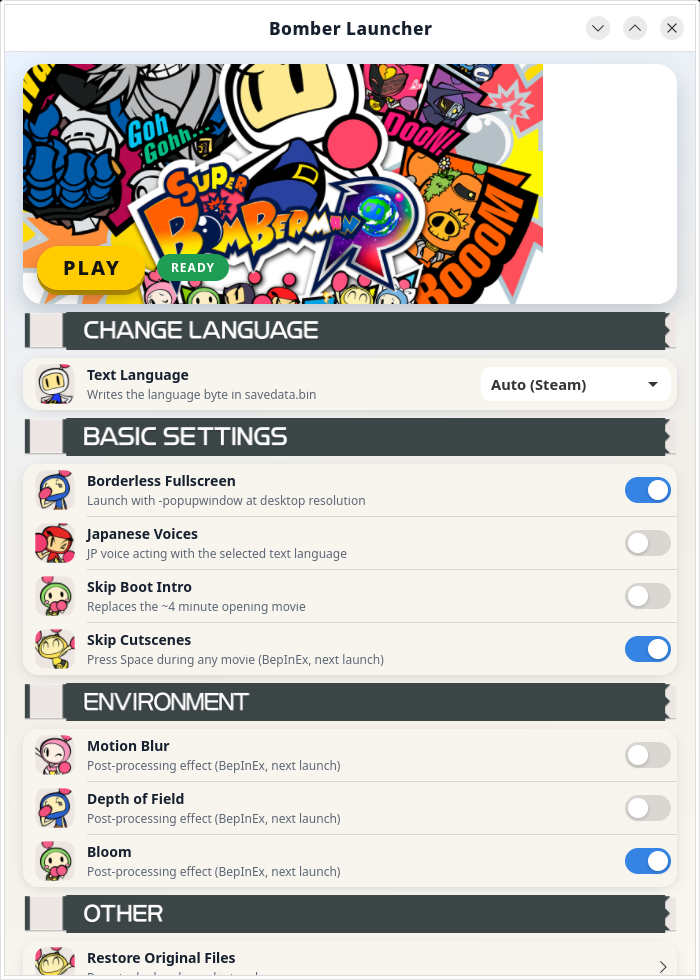 Bomber Launcher
Goh
Gohh...
DOOM!
SUPER
BOMBERMAN
R
BOOOM!
PLAY
READY
CHANGE LANGUAGE
Text Language
Writes the language byte in savedata.bin
Auto (Steam)
BASIC SETTINGS
Borderless Fullscreen
Launch with -popupwindow at desktop resolution
Japanese Voices
JP voice acting with the selected text language
Skip Boot Intro
Replaces the ~4 minute opening movie
Skip Cutscenes
Press Space during any movie (BepInEx, next launch)
ENVIRONMENT
Motion Blur
Post-processing effect (BepInEx, next launch)
Depth of Field
Post-processing effect (BepInEx, next launch)
Bloom
Post-processing effect (BepInEx, next launch)
OTHER
Restore Original Files